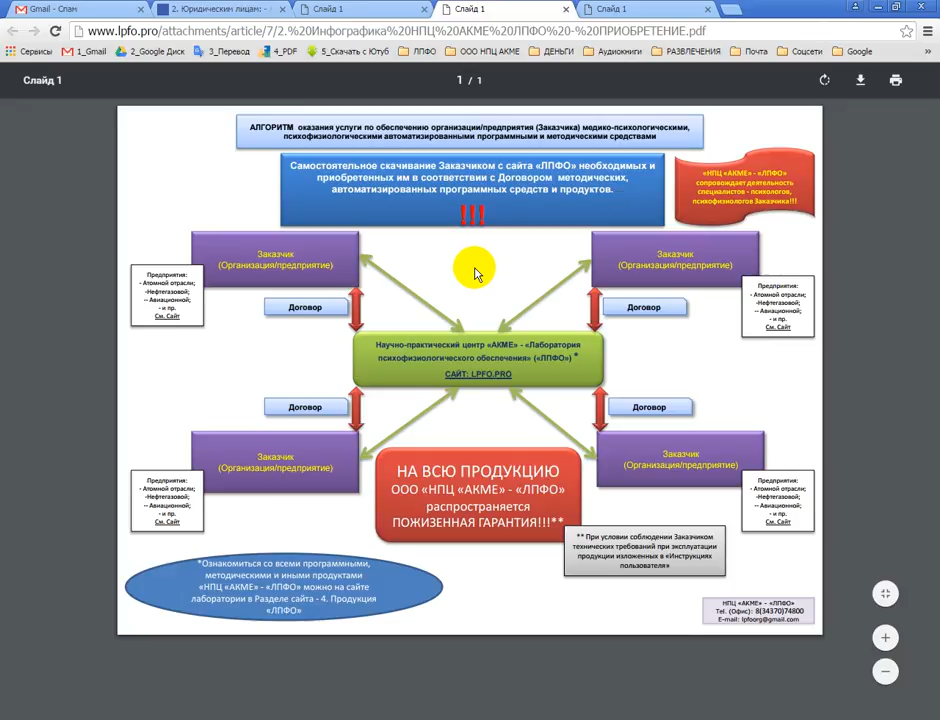 Gmail - Спам
2. Юридическим лицам: -
Слайд 1
Слайд 1
Слайд 1
www.lpfo.pro/attachments/article/7/2.%20Инфографика%20НПЦ%20АКМЕ%20ЛПФО%20-%20ПРИОБРЕТЕНИЕ.pdf
Сервисы
1_Gmail
2_Google Диск
3_Перевод
4_PDF
5_Скачать с Ютуб
ЛПФО
ООО НПЦ АКМЕ
ДЕНЬГИ
Аудиокниги
РАЗВЛЕЧЕНИЯ
Почта
Соцсети
Google
»
Слайд 1
1 / 1
АЛГОРИТМ оказания услуги по обеспечению организации/предприятия (Заказчика) медико-психологическими,
психофизиологическими автоматизированными программными и методическими средствами
Самостоятельное скачивание Заказчиком с сайта «ЛПФО» необходимых и
приобретенных им в соответствии с Договором методических,
автоматизированных программных средств и продуктов.
!!!
«НПЦ «АКМЕ» - «ЛПФО»
сопровождает деятельность
специалистов - психологов,
психофизиологов Заказчика!!!
Заказчик
(Организация/предприятие)
Заказчик
(Организация/предприятие)
Предприятия:
- Атомной отрасли;
-Нефтегазовой;
-- Авиационной;
- и пр.
См. Сайт
Договор
Договор
Предприятия:
- Атомной отрасли;
-Нефтегазовой;
-- Авиационной;
- и пр.
См. Сайт
Научно-практический центр «АКМЕ» - «Лаборатория
психофизиологического обеспечения» («ЛПФО») *
САЙТ: LPFO.PRO
Договор
Договор
Заказчик
(Организация/предприятие)
Заказчик
(Организация/предприятие)
Предприятия:
- Атомной отрасли;
-Нефтегазовой;
-- Авиационной;
- и пр.
См. Сайт
НА ВСЮ ПРОДУКЦИЮ
ООО «НПЦ «АКМЕ» - «ЛПФО»
распространяется
ПОЖИЗЕННАЯ ГАРАНТИЯ!!!**
Предприятия:
- Атомной отрасли;
-Нефтегазовой;
-- Авиационной;
- и пр.
См. Сайт
** При условии соблюдении Заказчиком
технических требований при эксплуатации
продукции изложенных в «Инструкциях
пользователя»
*Ознакомиться со всеми программными,
методическими и иными продуктами
«НПЦ «АКМЕ» - «ЛПФО» можно на сайте
лаборатории в Разделе сайта - 4. Продукция
«ЛПФО»
НПЦ «АКМЕ» - «ЛПФО»
Tel. (Офис): 8(34370)74800
E-mail: lpfoorg@gmail.com